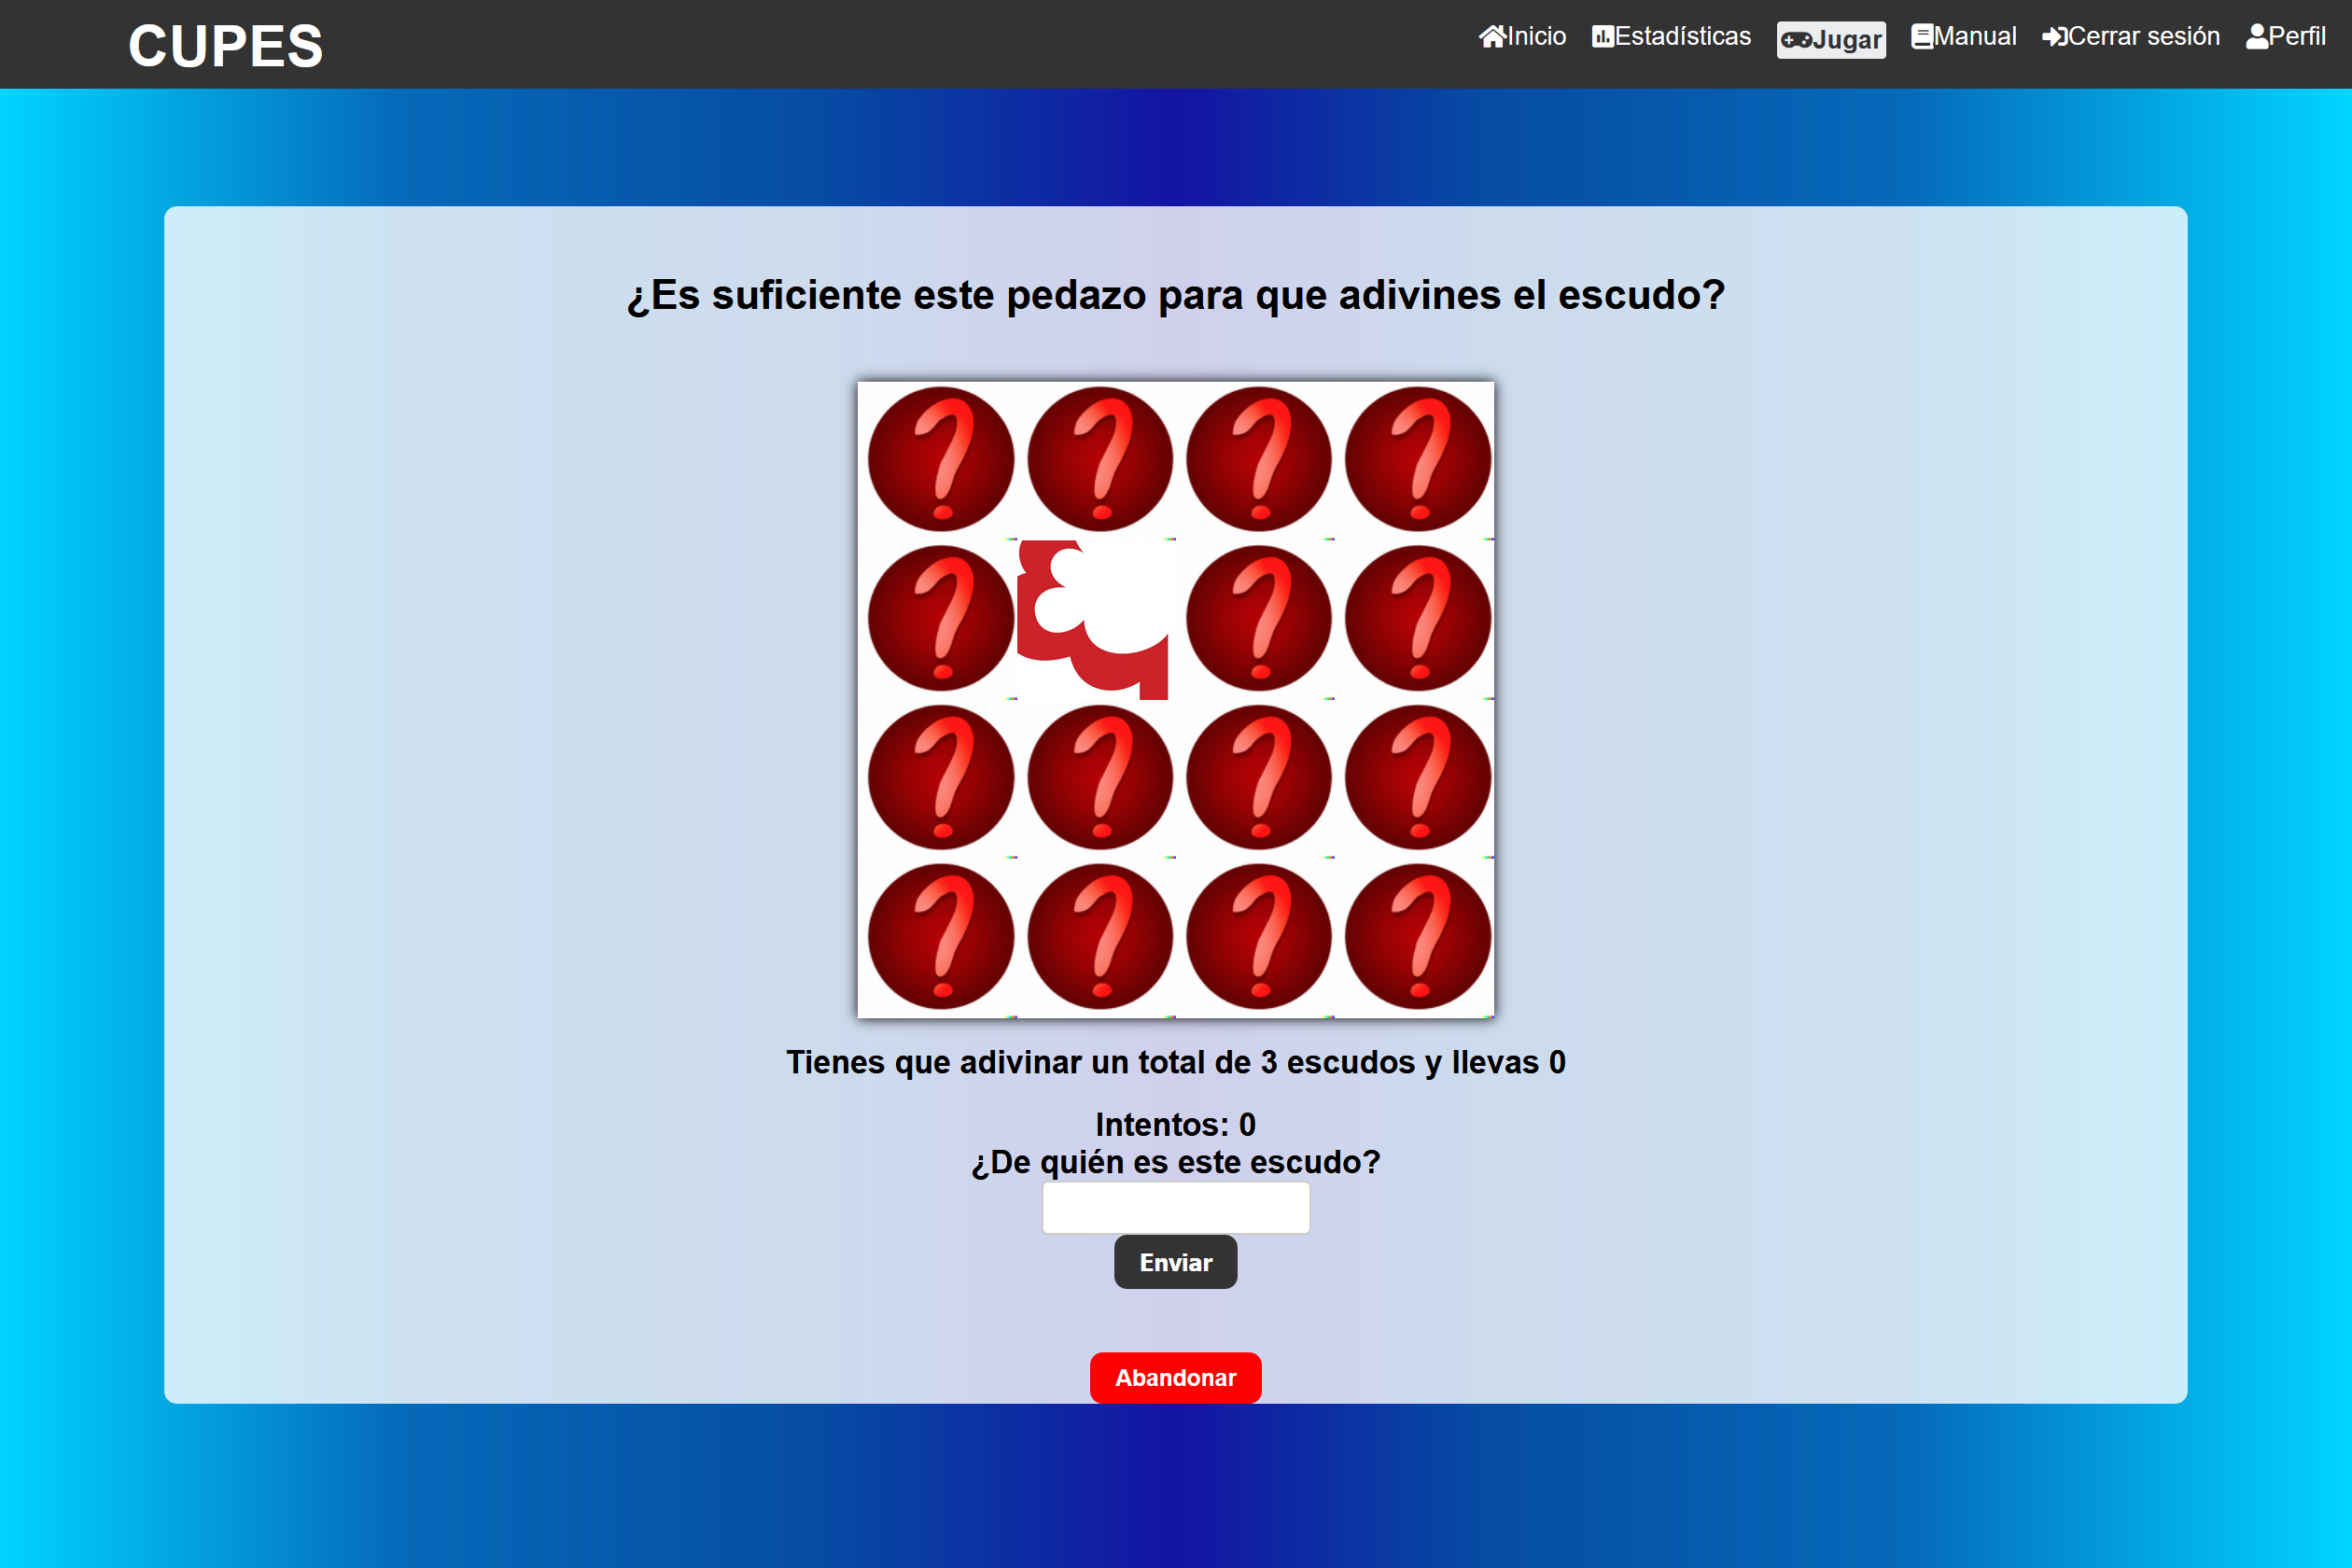 CUPES
Inicio Estadísticas Jugar Manual Cerrar sesión Perfil
¿Es suficiente este pedazo para que adivines el escudo?
Tienes que adivinar un total de 3 escudos y llevas 0
Intentos: 0
¿De quién es este escudo?
Enviar
Abandonar